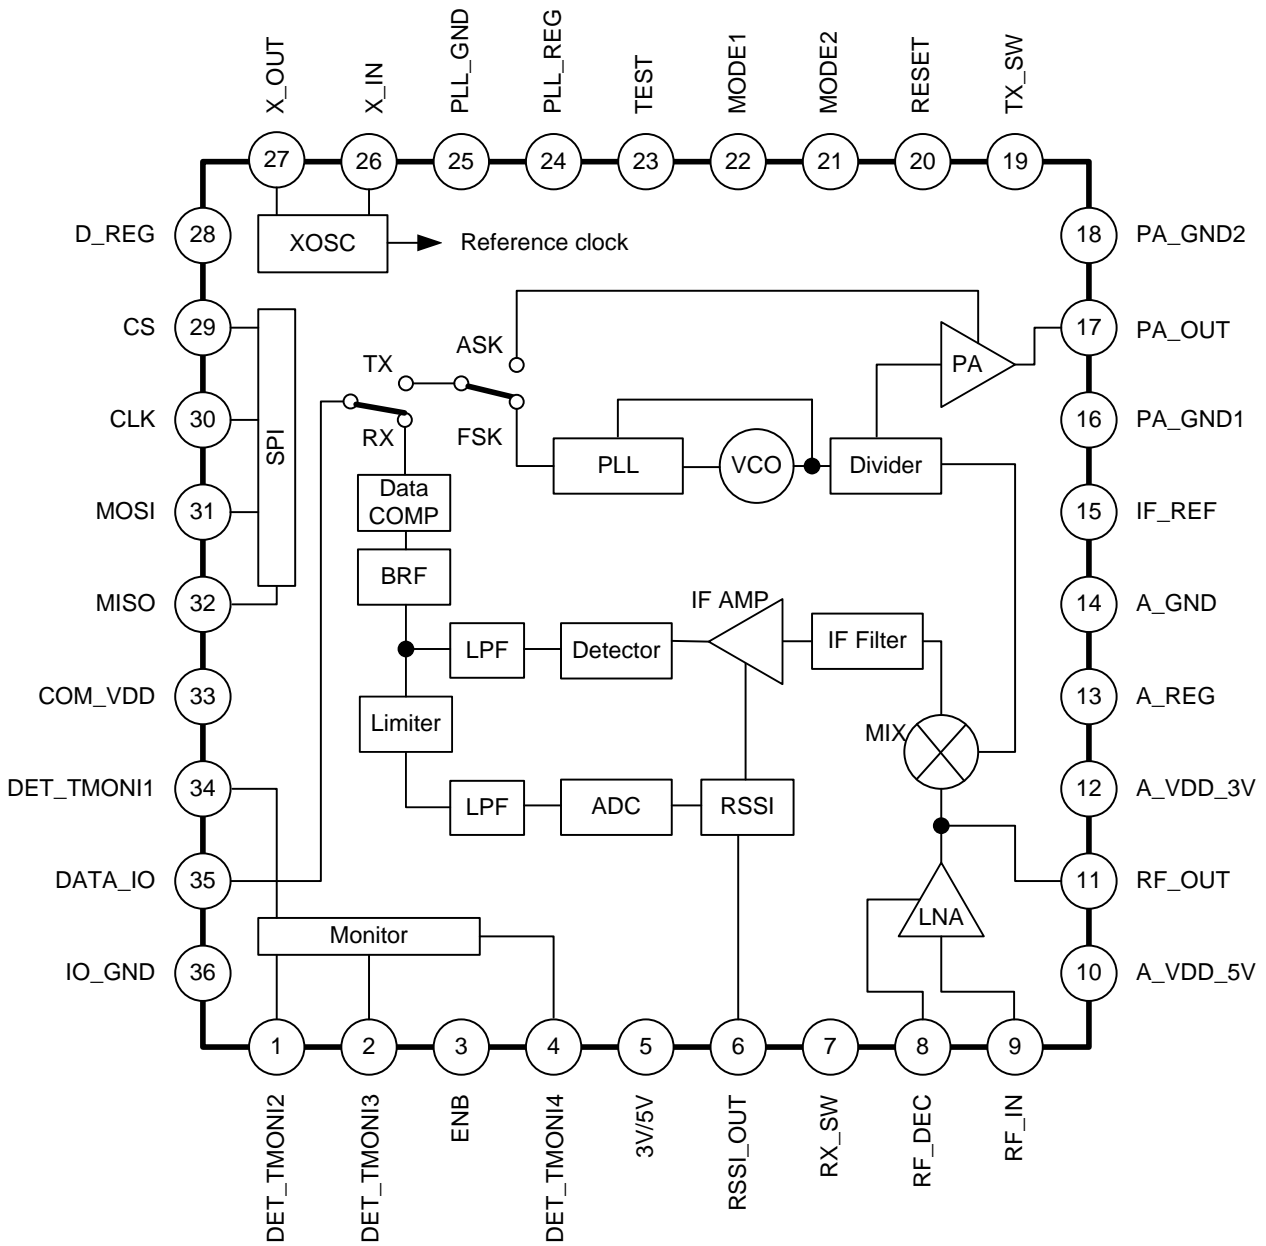 X_OUT
X_IN
PLL_GND
PLL_REG
TEST
MODE1
MODE2
RESET
TX_SW
27
26
25
24
23
22
21
20
19
D_REG
28
XOSC
Reference clock
18
PA_GND2
CS
29
ASK
PA
17
PA_OUT
TX
CLK
30
RX
FSK
16
PA_GND1
SPI
PLL
VCO
Divider
Data
COMP
MOSI
31
15
IF_REF
BRF
MISO
32
IF AMP
14
A_GND
LPF
Detector
IF Filter
COM_VDD
33
13
A_REG
Limiter
MIX
DET_TMONI1
34
LPF
ADC
RSSI
12
A_VDD_3V
DATA_IO
35
11
RF_OUT
LNA
Monitor
IO_GND
36
10
A_VDD_5V
1
2
3
4
5
6
7
8
9
DET_TMONI2
DET_TMONI3
ENB
DET_TMONI4
3V/5V
RSSI_OUT
RX_SW
RF_DEC
RF_IN